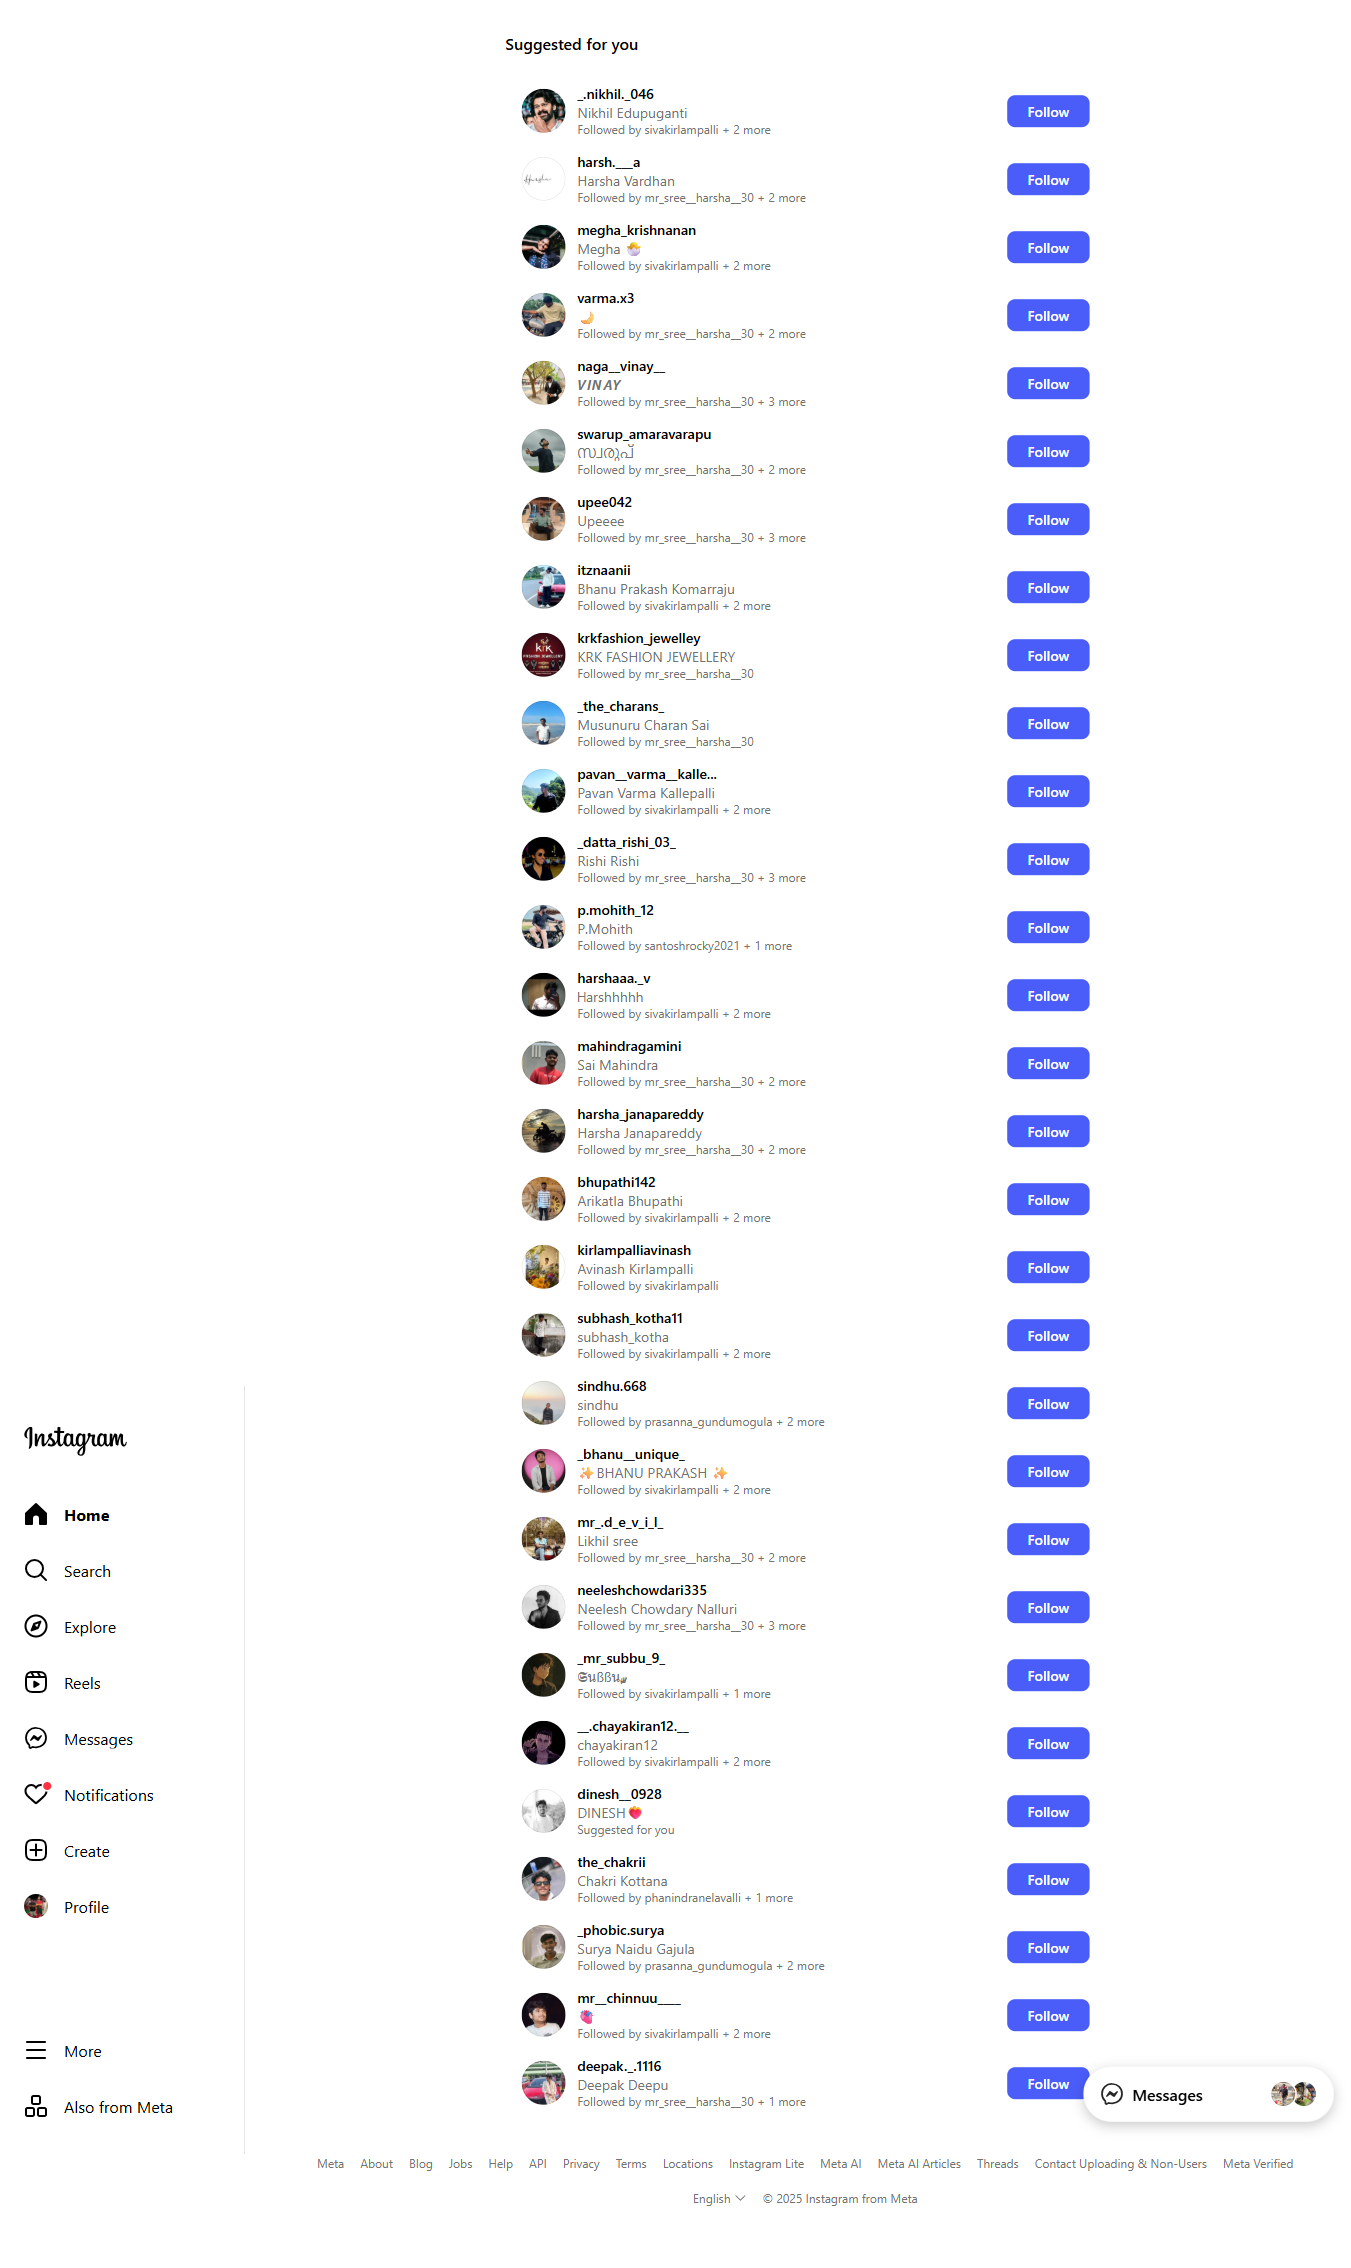 Suggested for you
_.nikhil._046
Nikhil Edupuganti
Followed by sivakirlampalli + 2 more
Follow
harsh.___a
Harsha Vardhan
Followed by mr_sree__harsha__30 + 2 more
Follow
megha_krishnanan
Megha 🐣
Followed by sivakirlampalli + 2 more
Follow
varma.x3
🤌🏻
Followed by mr_sree__harsha__30 + 2 more
Follow
naga__vinay__
𝙑𝙄𝙉𝘼𝙔
Followed by mr_sree__harsha__30 + 3 more
Follow
swarup_amaravarapu
സ്വരൂപ്
Followed by mr_sree__harsha__30 + 2 more
Follow
upee042
Upeeee
Followed by mr_sree__harsha__30 + 3 more
Follow
itznaanii
Bhanu Prakash Komarraju
Followed by sivakirlampalli + 2 more
Follow
KRK
FASHION JEWELLERY
krkfashion_jewelley
KRK FASHION JEWELLERY
Followed by mr_sree__harsha__30
Follow
_the_charans_
Musunuru Charan Sai
Followed by mr_sree__harsha__30
Follow
pavan__varma__kalle...
Pavan Varma Kallepalli
Followed by sivakirlampalli + 2 more
Follow
_datta_rishi_03_
Rishi Rishi
Followed by mr_sree__harsha__30 + 3 more
Follow
p.mohith_12
P.Mohith
Followed by santoshrocky2021 + 1 more
Follow
harshaaa._v
Harshhhhh
Followed by sivakirlampalli + 2 more
Follow
mahindragamini
Sai Mahindra
Followed by mr_sree__harsha__30 + 2 more
Follow
harsha_janapareddy
Harsha Janapareddy
Followed by mr_sree__harsha__30 + 2 more
Follow
bhupathi142
Arikatla Bhupathi
Followed by sivakirlampalli + 2 more
Follow
kirlampalliavinash
Avinash Kirlampalli
Followed by sivakirlampalli
Follow
subhash_kotha11
subhash_kotha
Followed by sivakirlampalli + 2 more
Follow
sindhu.668
sindhu
Followed by prasanna_gundumogula + 2 more
Follow
_bhanu__unique_
✨BHANU PRAKASH ✨
Followed by sivakirlampalli + 2 more
Follow
mr_.d_e_v_i_l_
Likhil sree
Followed by mr_sree__harsha__30 + 2 more
Follow
neeleshchowdari335
Neelesh Chowdary Nalluri
Followed by mr_sree__harsha__30 + 3 more
Follow
_mr_subbu_9_
Followed by sivakirlampalli + 1 more
Follow
__.chayakiran12.__
chayakiran12
Followed by sivakirlampalli + 2 more
Follow
dinesh__0928
DINESH❤️‍🔥
Suggested for you
Follow
the_chakrii
Chakri Kottana
Followed by phanindranelavalli + 1 more
Follow
_phobic.surya
Surya Naidu Gajula
Followed by prasanna_gundumogula + 2 more
Follow
mr__chinnuu____
🫀
Followed by sivakirlampalli + 2 more
Follow
deepak._.1116
Deepak Deepu
Followed by mr_sree__harsha__30 + 1 more
Follow
Instagram
Home
Search
Explore
Reels
Messages
Notifications
Create
Profile
More
Also from Meta
Messages
Meta About Blog Jobs Help API Privacy Terms Locations Instagram Lite Meta AI Meta AI Articles Threads Contact Uploading & Non-Users Meta Verified
English © 2025 Instagram from Meta